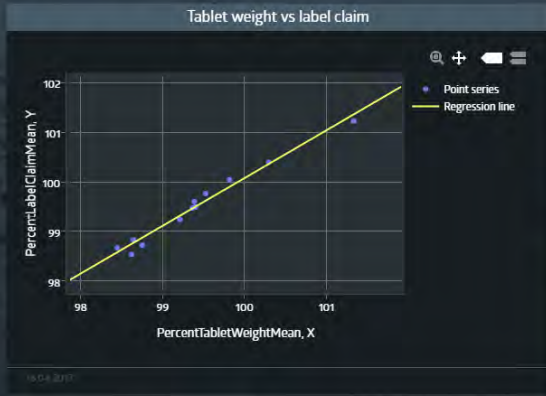 Tablet weight vs label claim
Point series
Regression line
102
101
100
99
98
PercentLabelClaimMean, Y
98
99
100
101
PercentTabletWeightMean, X